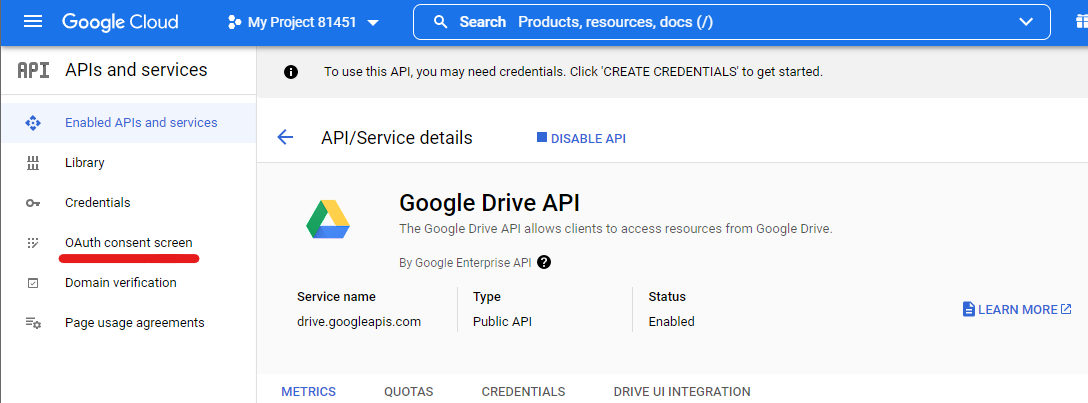 Google Cloud
My Project 81451
Search Products, resources, docs (/)
API APIs and services
To use this API, you may need credentials. Click 'CREATE CREDENTIALS' to get started.
Enabled APIs and services
Library
Credentials
OAuth consent screen
Domain verification
Page usage agreements
API/Service details
DISABLE API
Google Drive API
The Google Drive API allows clients to access resources from Google Drive.
By Google Enterprise API ?
Service name
drive.googleapis.com
Type
Public API
Status
Enabled
LEARN MORE
METRICS QUOTAS CREDENTIALS DRIVE UI INTEGRATION